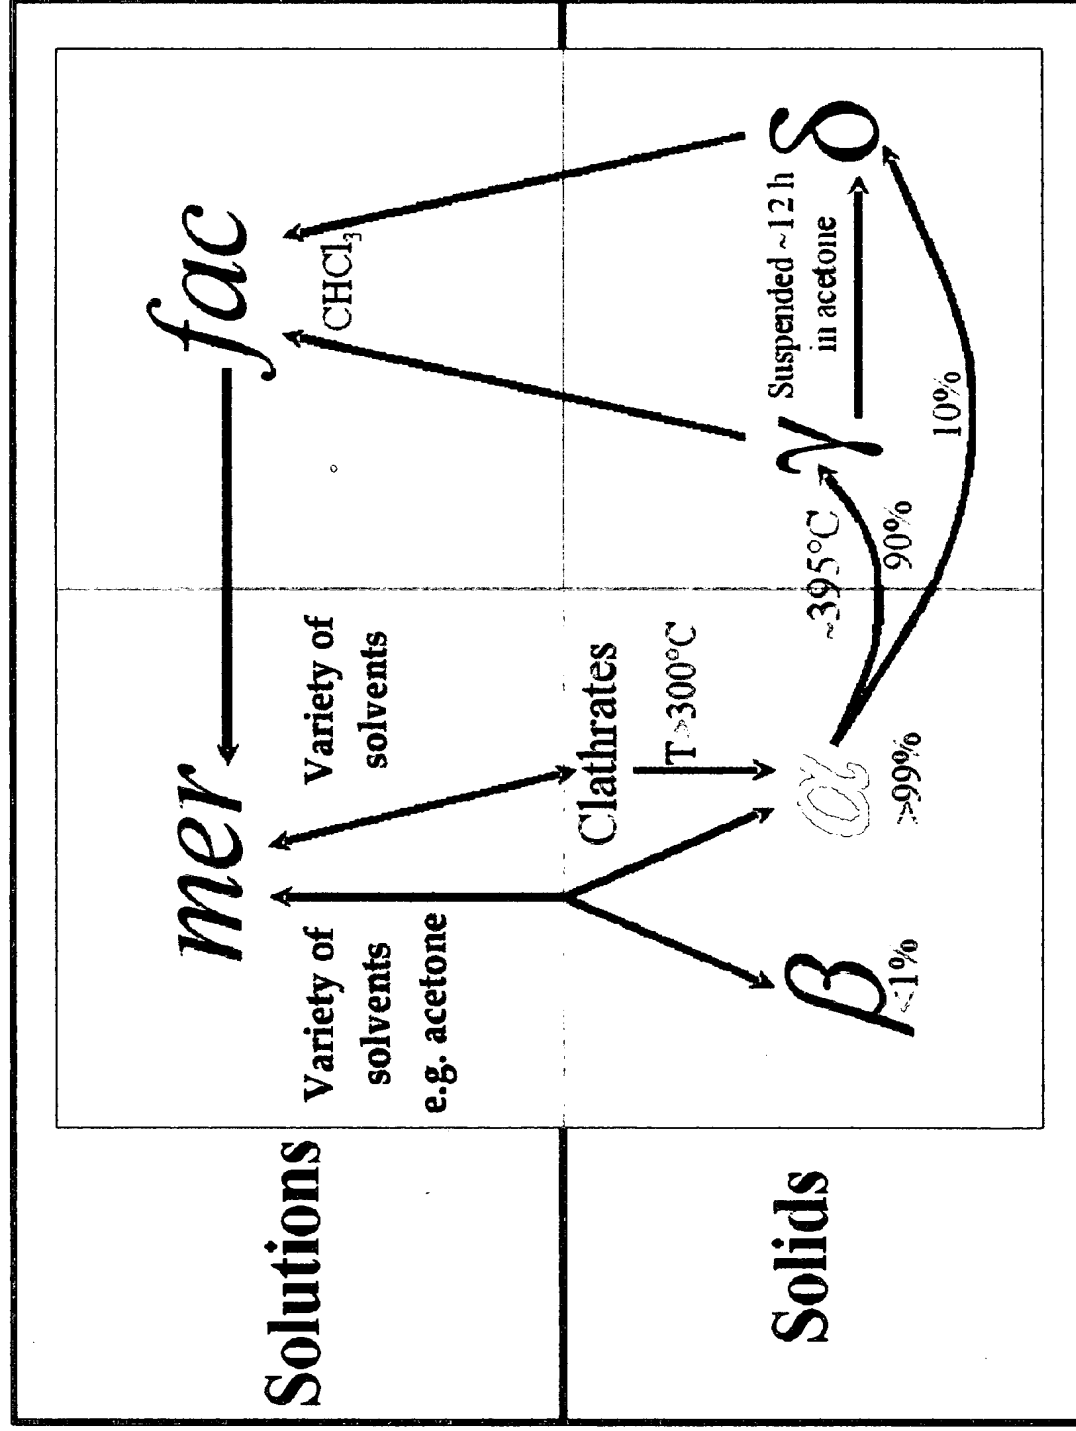 Solutions
mer
fac
Variety of
solvents
e.g. acetone
Variety of
solvents
CHCl₃
Solids
Clathrates
T>300°C
β
<1%
α
>99%
~395°C
90%
γ
Suspended ~12 h
in acetone
δ
10%